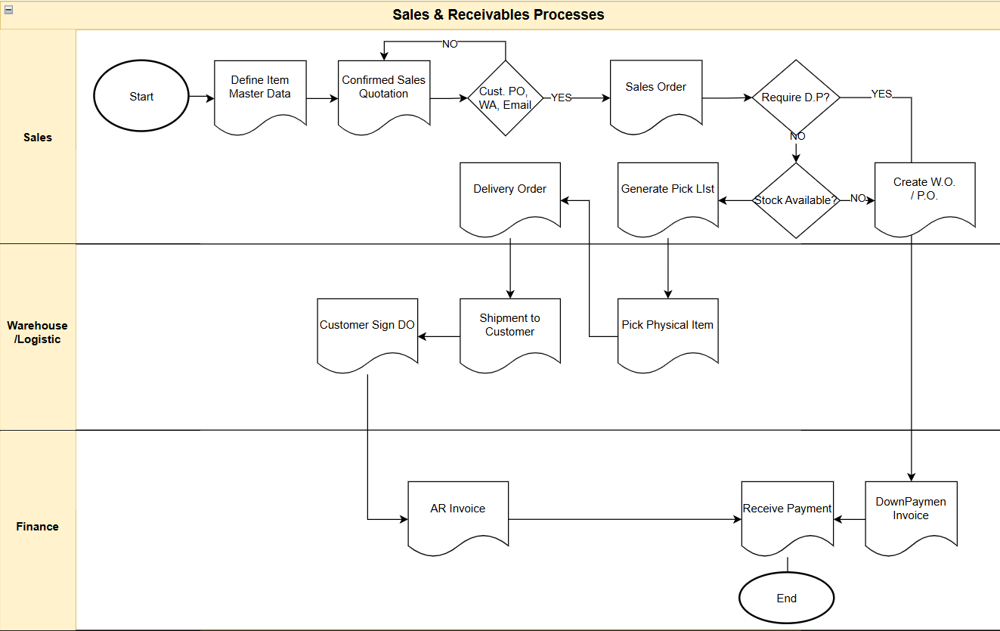 Sales & Receivables Processes
Sales
Start
Define Item
Master Data
Confirmed Sales
Quotation
NO
Cust. PO,
WA, Email
YES
Sales Order
Require D.P?
YES
NO
Delivery Order
Generate Pick LIst
Stock Available?
NO
Create W.O.
/ P.O.
Warehouse
/Logistic
Customer Sign DO
Shipment to
Customer
Pick Physical Item
Finance
AR Invoice
Receive Payment
DownPaymen
Invoice
End